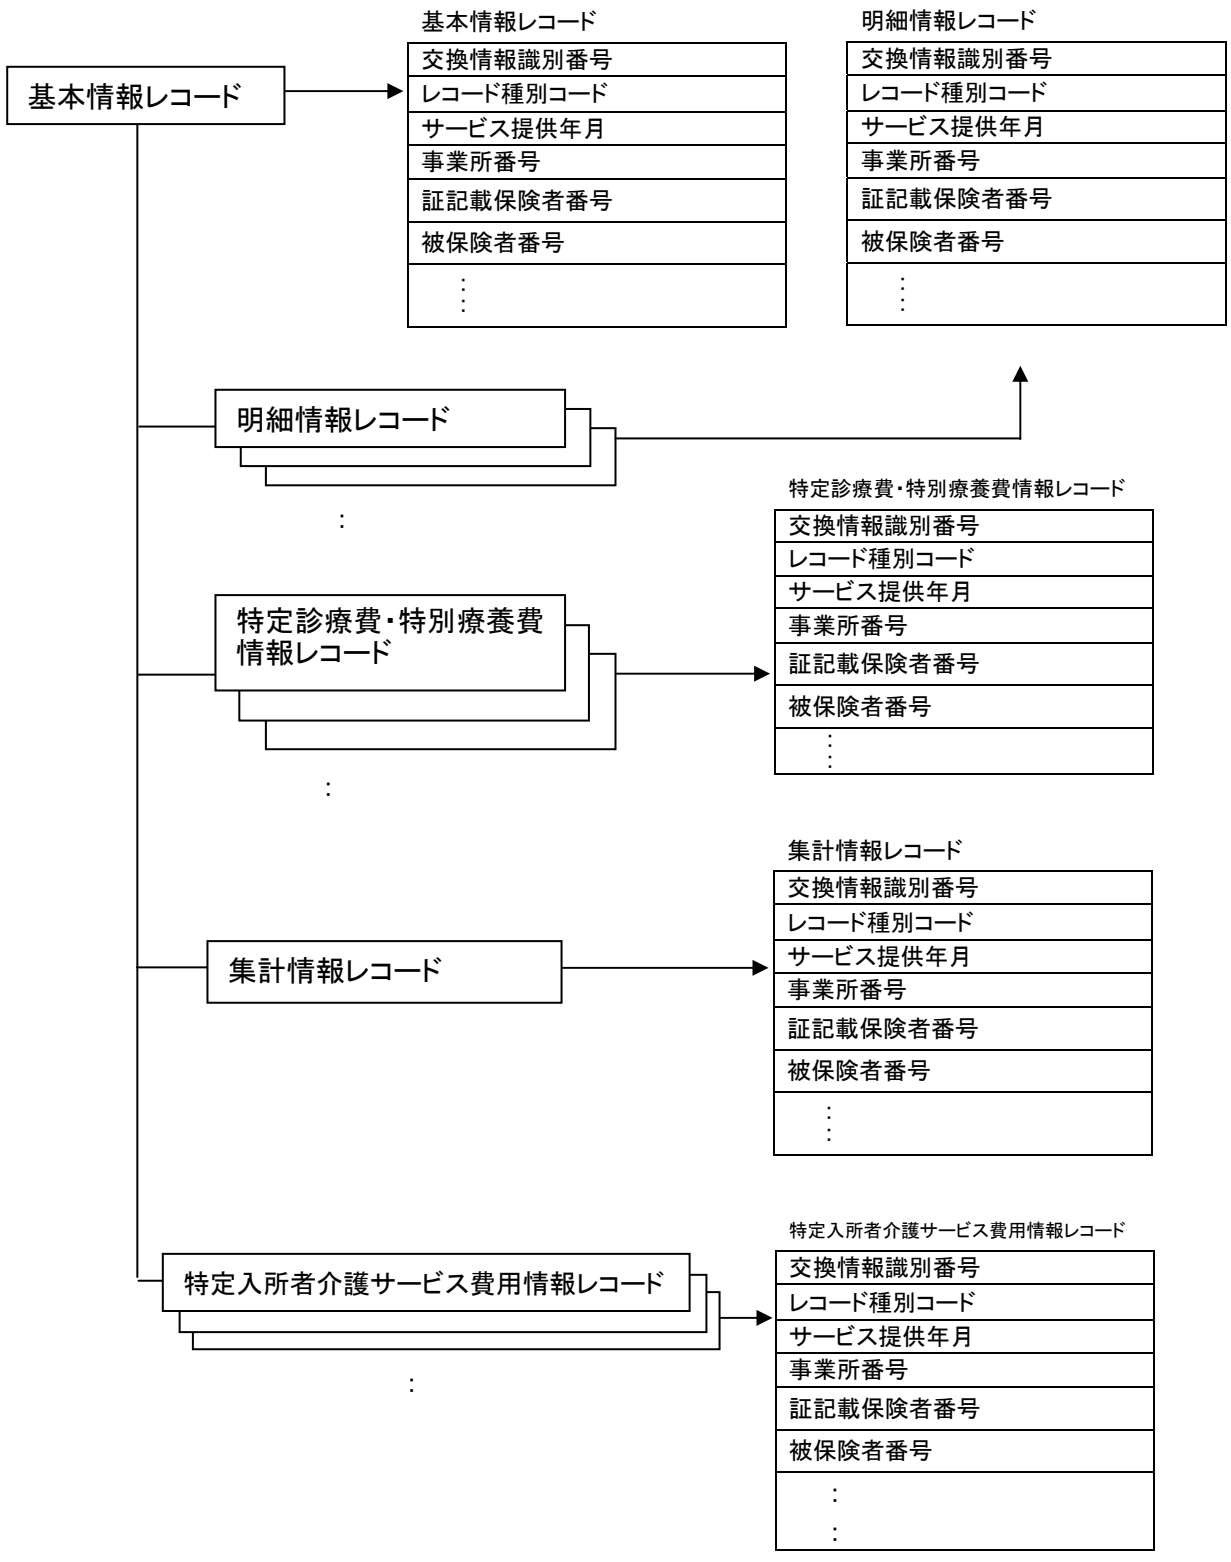 基本情報レコード
基本情報レコード
交換情報識別番号
レコード種別コード
サービス提供年月
事業所番号
証記載保険者番号
被保険者番号
:
:
明細情報レコード
交換情報識別番号
レコード種別コード
サービス提供年月
事業所番号
証記載保険者番号
被保険者番号
:
:
明細情報レコード
:
特定診療費・特別療養費
情報レコード
:
特定診療費・特別療養費情報レコード
交換情報識別番号
レコード種別コード
サービス提供年月
事業所番号
証記載保険者番号
被保険者番号
:
:
集計情報レコード
集計情報レコード
交換情報識別番号
レコード種別コード
サービス提供年月
事業所番号
証記載保険者番号
被保険者番号
:
:
特定入所者介護サービス費用情報レコード
:
特定入所者介護サービス費用情報レコード
交換情報識別番号
レコード種別コード
サービス提供年月
事業所番号
証記載保険者番号
被保険者番号
:
: